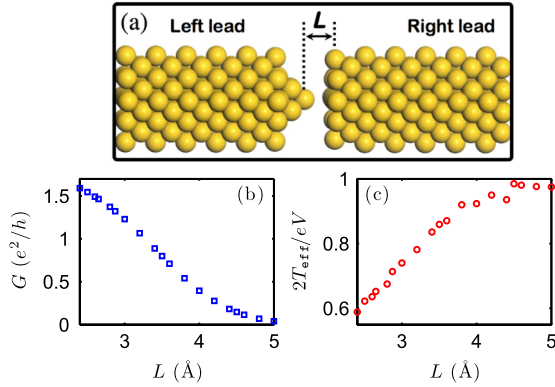 (a) Left lead L Right lead
(b) (c)
G (e²/h)
1.5
1
0.5
0
3 4 5
L (Å)
2T_eff/eV
1
0.8
0.6
3 4 5
L (Å)